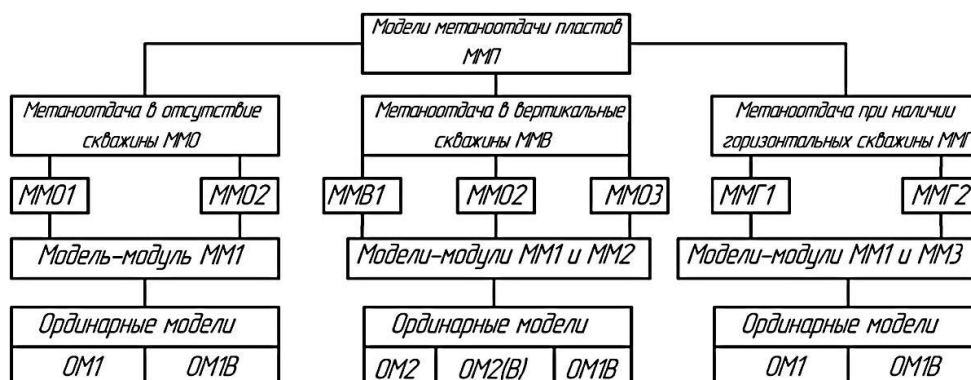 Модели метаноотдачи пластов
ММП
Метаноотдача в отсутствие
скважины ММО
Метаноотдача в вертикальные
скважины ММВ
Метаноотдача при наличии
горизонтальных скважины ММГ
ММО1
ММО2
ММВ1
ММО2
ММО3
ММГ1
ММГ2
Модель-модуль ММ1
Модели-модули ММ1 и ММ2
Модели-модули ММ1 и ММ3
Ординарные модели
Ординарные модели
Ординарные модели
ОМ1
ОМ1В
ОМ2
ОМ2(В)
ОМ1В
ОМ1
ОМ1В